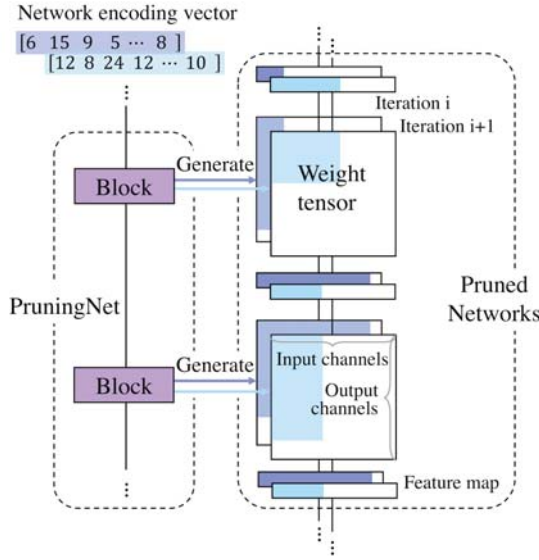 Network encoding vector
[6 15 9 5 ⋯ 8 ]
[12 8 24 12 ⋯ 10 ]
Iteration i
Iteration i+1
Generate
Block
Weight
tensor
PruningNet
Pruned
Networks
Generate
Block
Input channels
Output
channels
Feature map